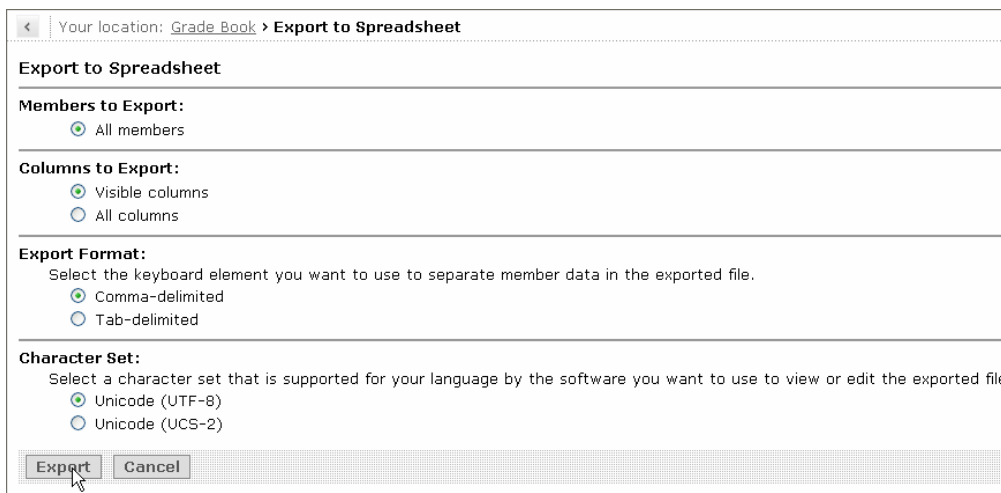 Your location: Grade Book › Export to Spreadsheet
Export to Spreadsheet
Members to Export:
All members
Columns to Export:
Visible columns
All columns
Export Format:
Select the keyboard element you want to use to separate member data in the exported file.
Comma-delimited
Tab-delimited
Character Set:
Select a character set that is supported for your language by the software you want to use to view or edit the exported file
Unicode (UTF-8)
Unicode (UCS-2)
Export Cancel